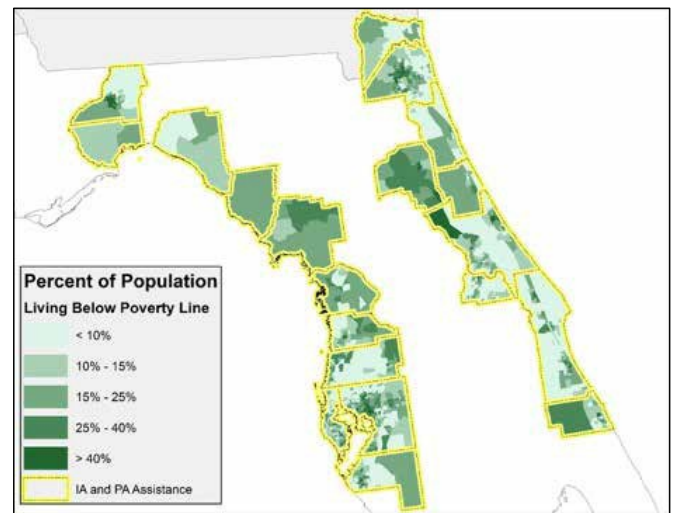 Percent of Population
Living Below Poverty Line
< 10%
10% - 15%
15% - 25%
25% - 40%
> 40%
IA and PA Assistance